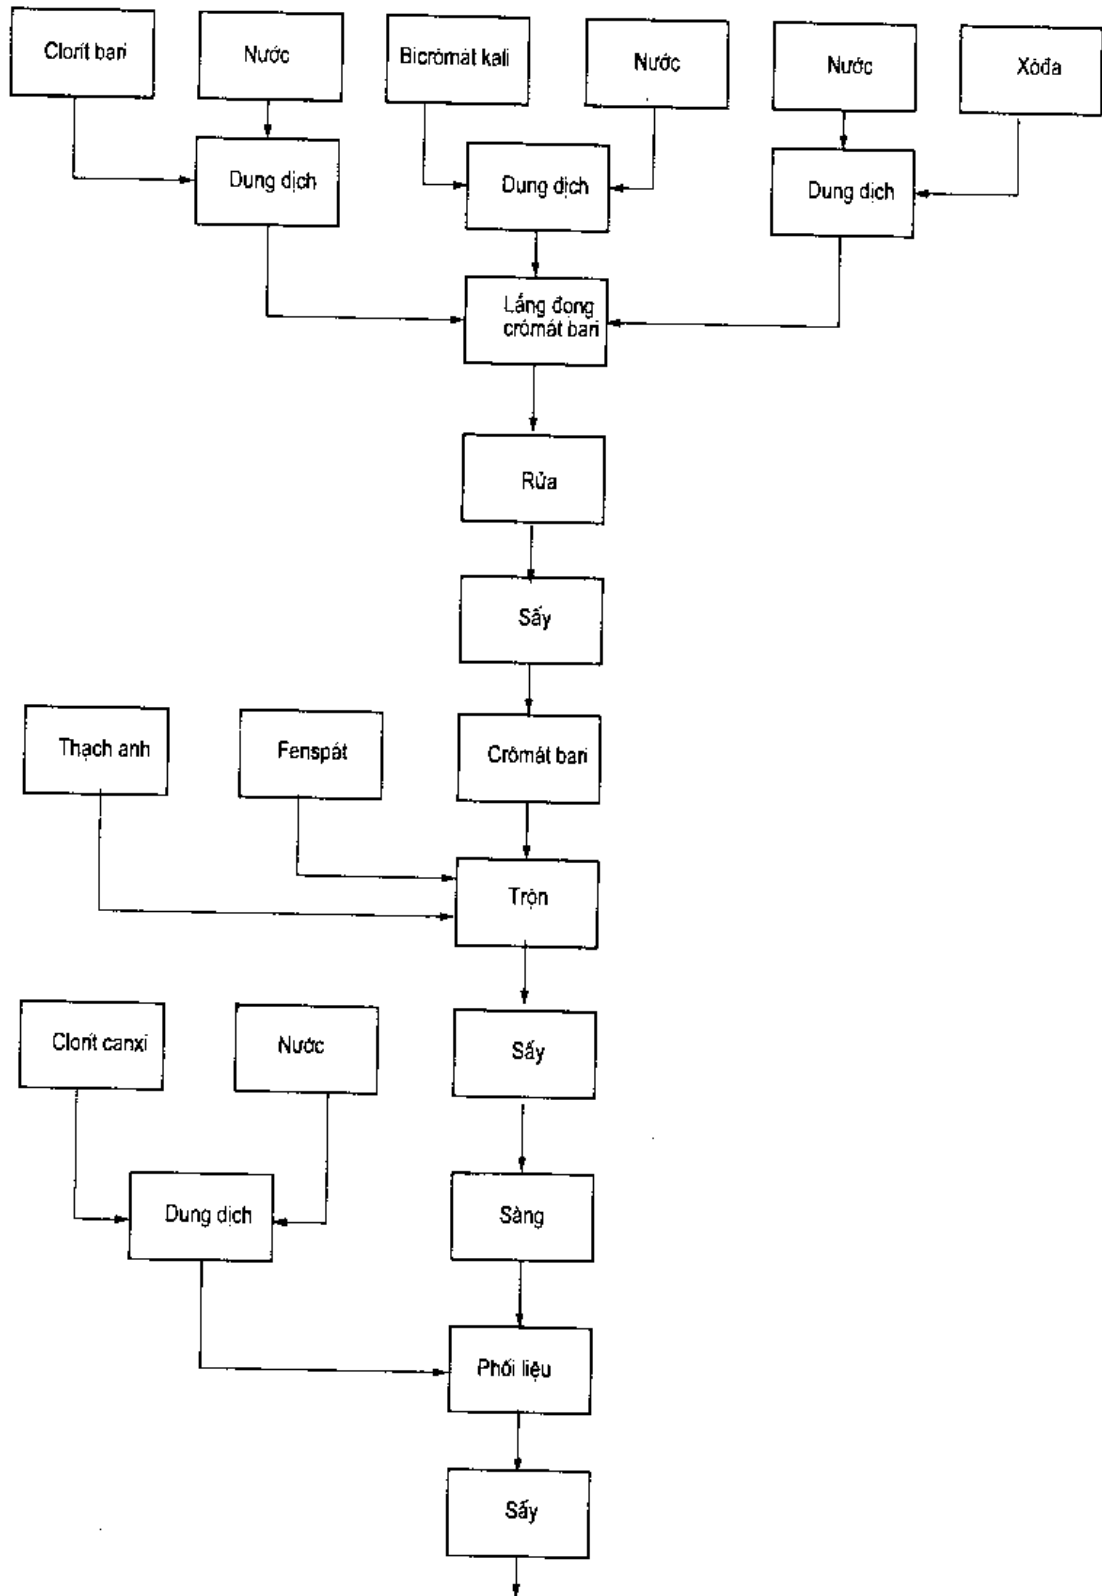 Clorít bari
Nước
Bicrômát kali
Nước
Nước
Xôđa
Dung dịch
Dung dịch
Dung dịch
Lắng đọng
crômát bari
Rửa
Sấy
Thạch anh
Fenspát
Crômát bari
Trộn
Clorít canxi
Nước
Sấy
Dung dịch
Sàng
Phối liệu
Sấy